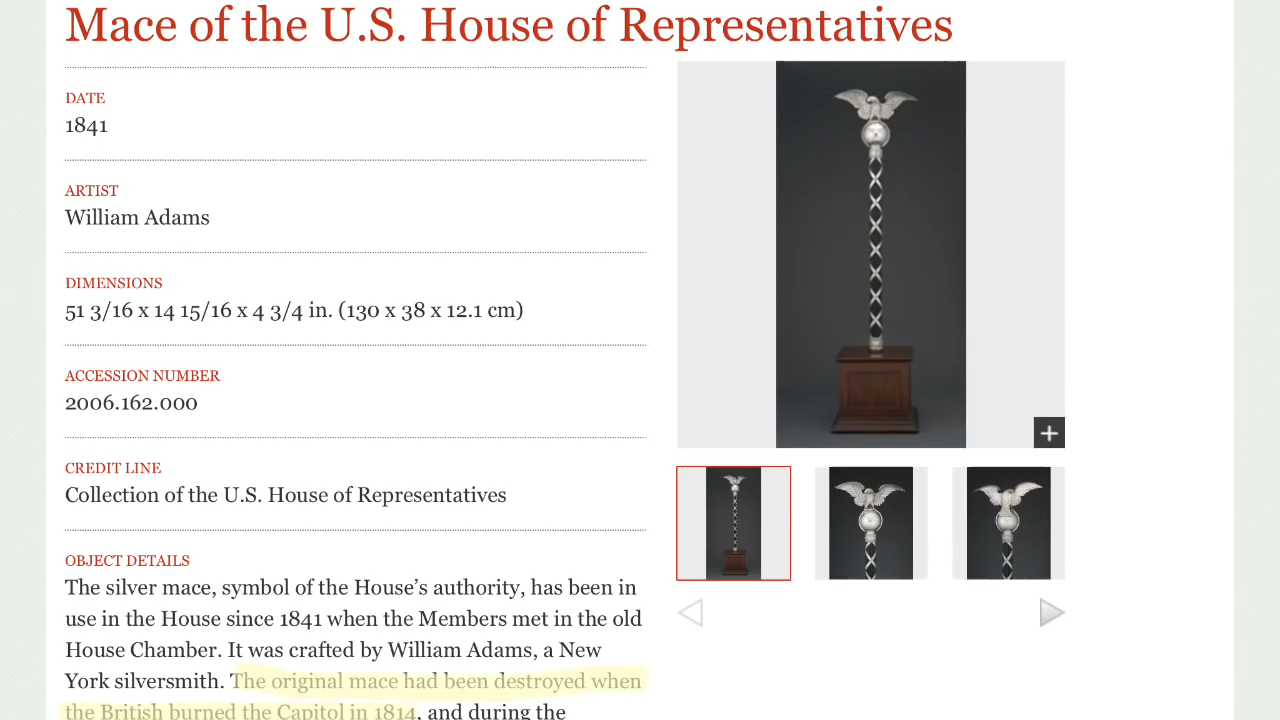 Mace of the U.S. House of Representatives
DATE
1841
ARTIST
William Adams
DIMENSIONS
51 3/16 x 14 15/16 x 4 3/4 in. (130 x 38 x 12.1 cm)
ACCESSION NUMBER
2006.162.000
CREDIT LINE
Collection of the U.S. House of Representatives
OBJECT DETAILS
The silver mace, symbol of the House’s authority, has been in
use in the House since 1841 when the Members met in the old
House Chamber. It was crafted by William Adams, a New
York silversmith. The original mace had been destroyed when
the British burned the Capitol in 1814, and during the